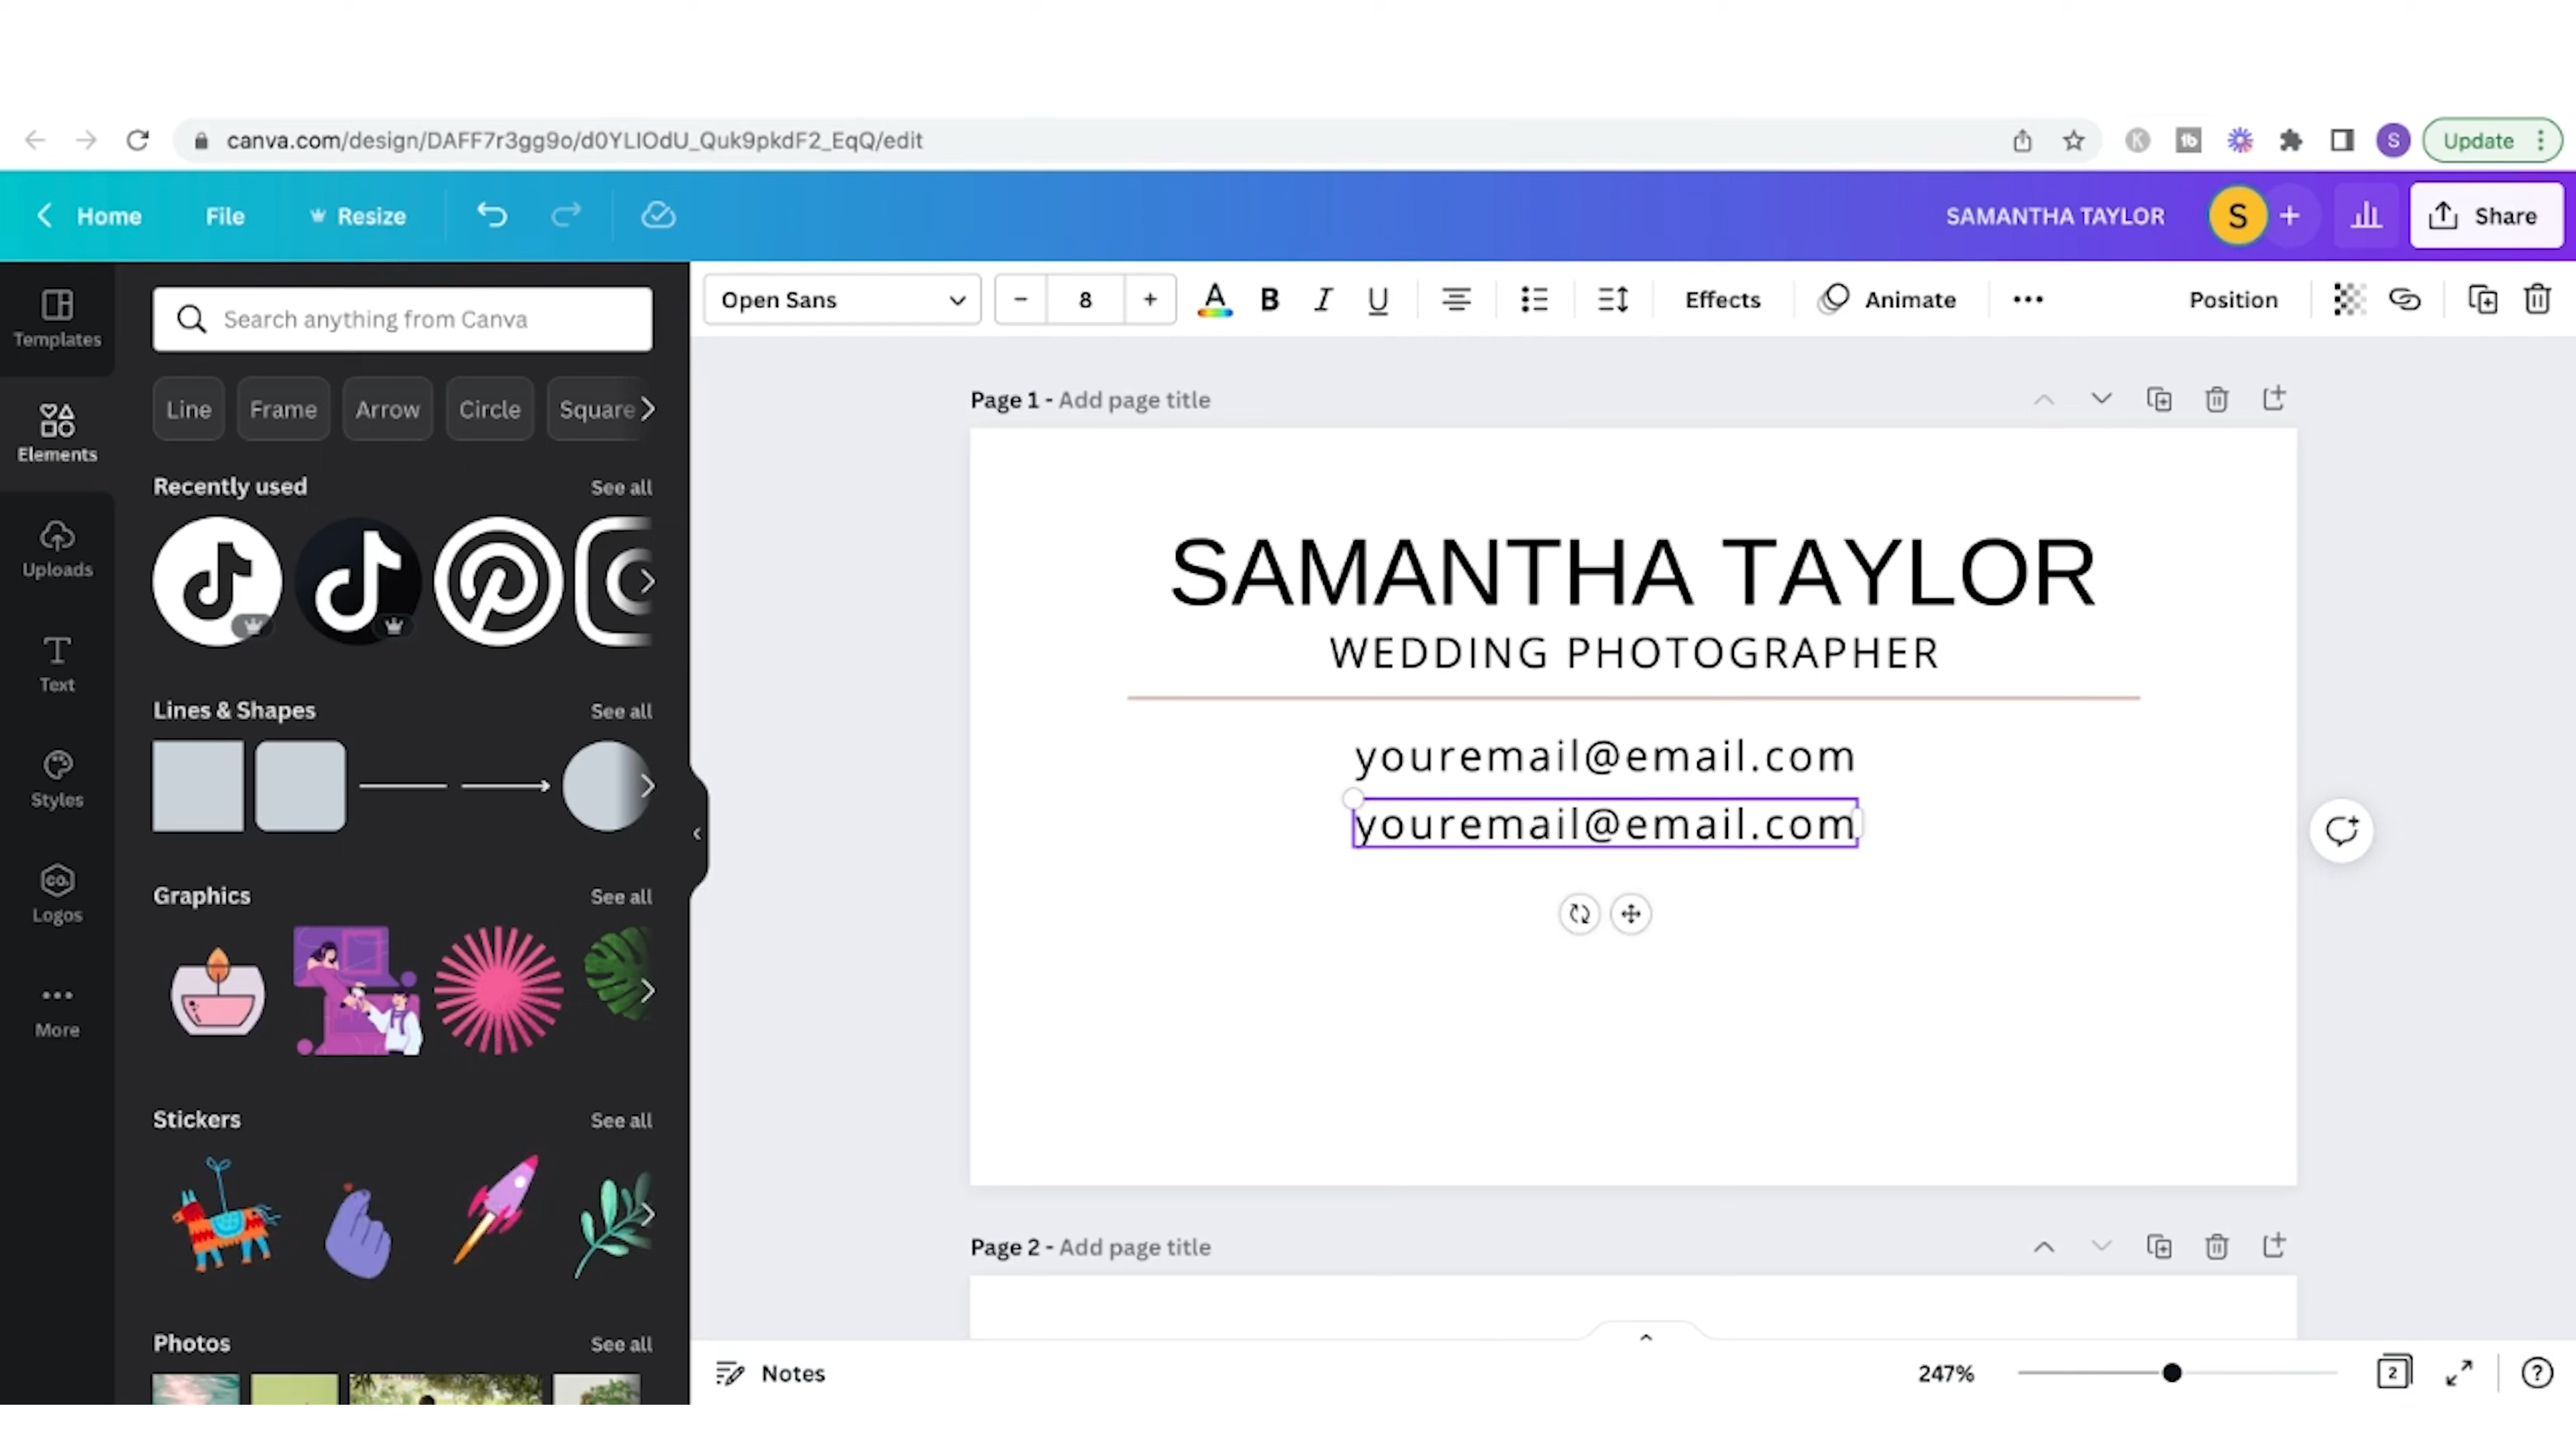 canva.com/design/DAFF7r3gg9o/d0YLIOdU_Quk9pkdF2_EqQ/edit
K
tb
S
Update
Home
File
Resize
SAMANTHA TAYLOR
S
+
Share
Templates
Elements
Uploads
Text
Styles
CO.
Logos
More
Search anything from Canva
Line
Frame
Arrow
Circle
Square
Recently used
See all
Lines & Shapes
See all
Graphics
See all
Stickers
See all
Photos
See all
Open Sans
− 8 +
A
B
I
U
Effects
Animate
Position
Page 1 - Add page title
SAMANTHA TAYLOR
WEDDING PHOTOGRAPHER
youremail@email.com
youremail@email.com
Page 2 - Add page title
Notes
247%
2
?